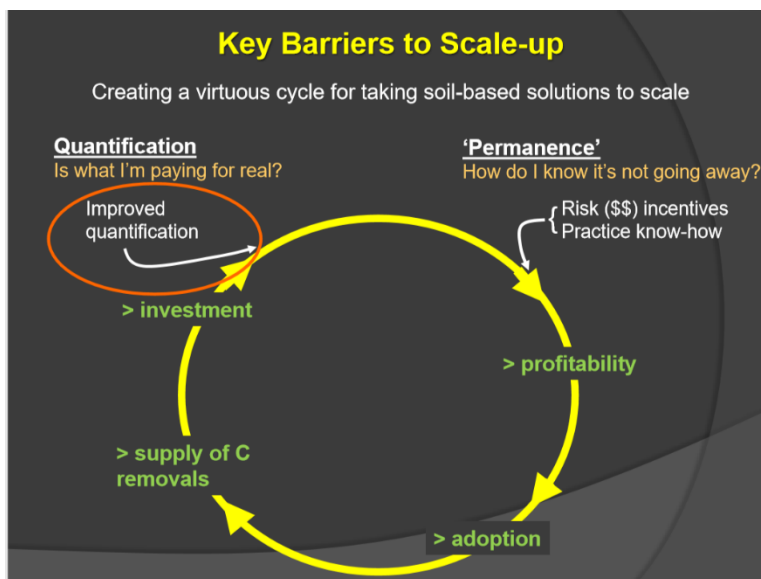 Key Barriers to Scale-up
Creating a virtuous cycle for taking soil-based solutions to scale
Quantification
Is what I'm paying for real?
Improved
quantification
'Permanence'
How do I know it's not going away?
Risk ($$) incentives
Practice know-how
> investment
> profitability
> supply of C
removals
> adoption